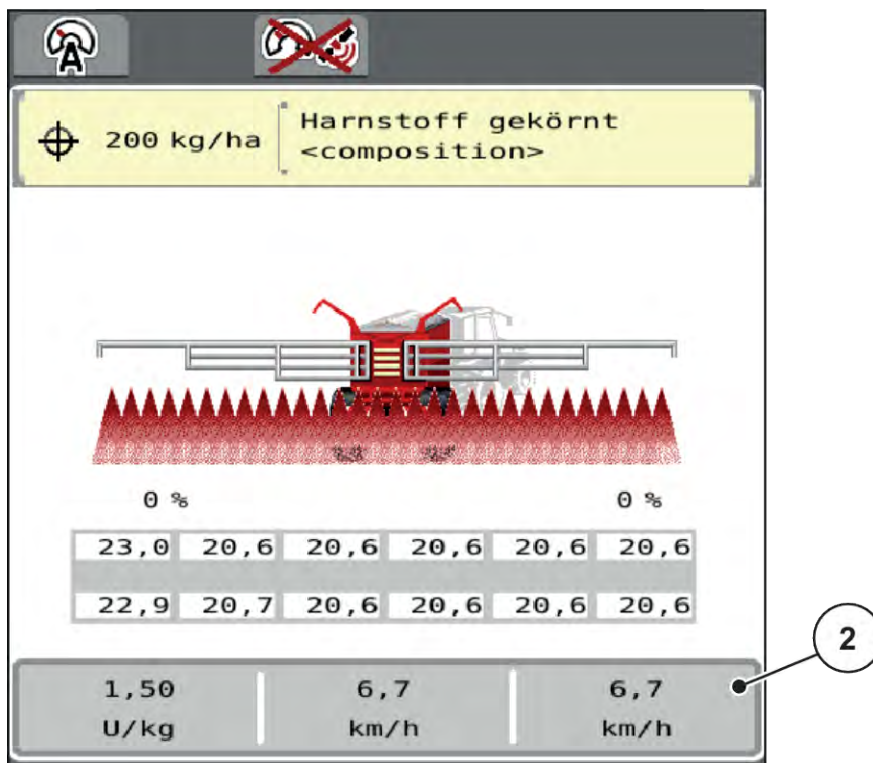 A
200 kg/ha
Harnstoff gekörnt
<composition>
0 %
0 %
23,0 20,6 20,6 20,6 20,6 20,6
22,9 20,7 20,6 20,6 20,6 20,6
2
1,50
6,7
6,7
U/kg
km/h
km/h